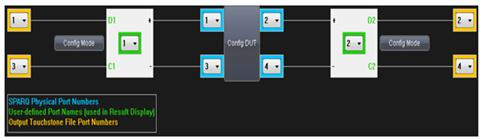 1 D1 + 1 2 + D2 2
Config Mode 1 Config DUT 2 Config Mode
3 C1 - 3 4 - C2 4
SPARQ Physical Port Numbers
User-defined Port Names (used in Result Display)
Output Touchstone File Port Numbers